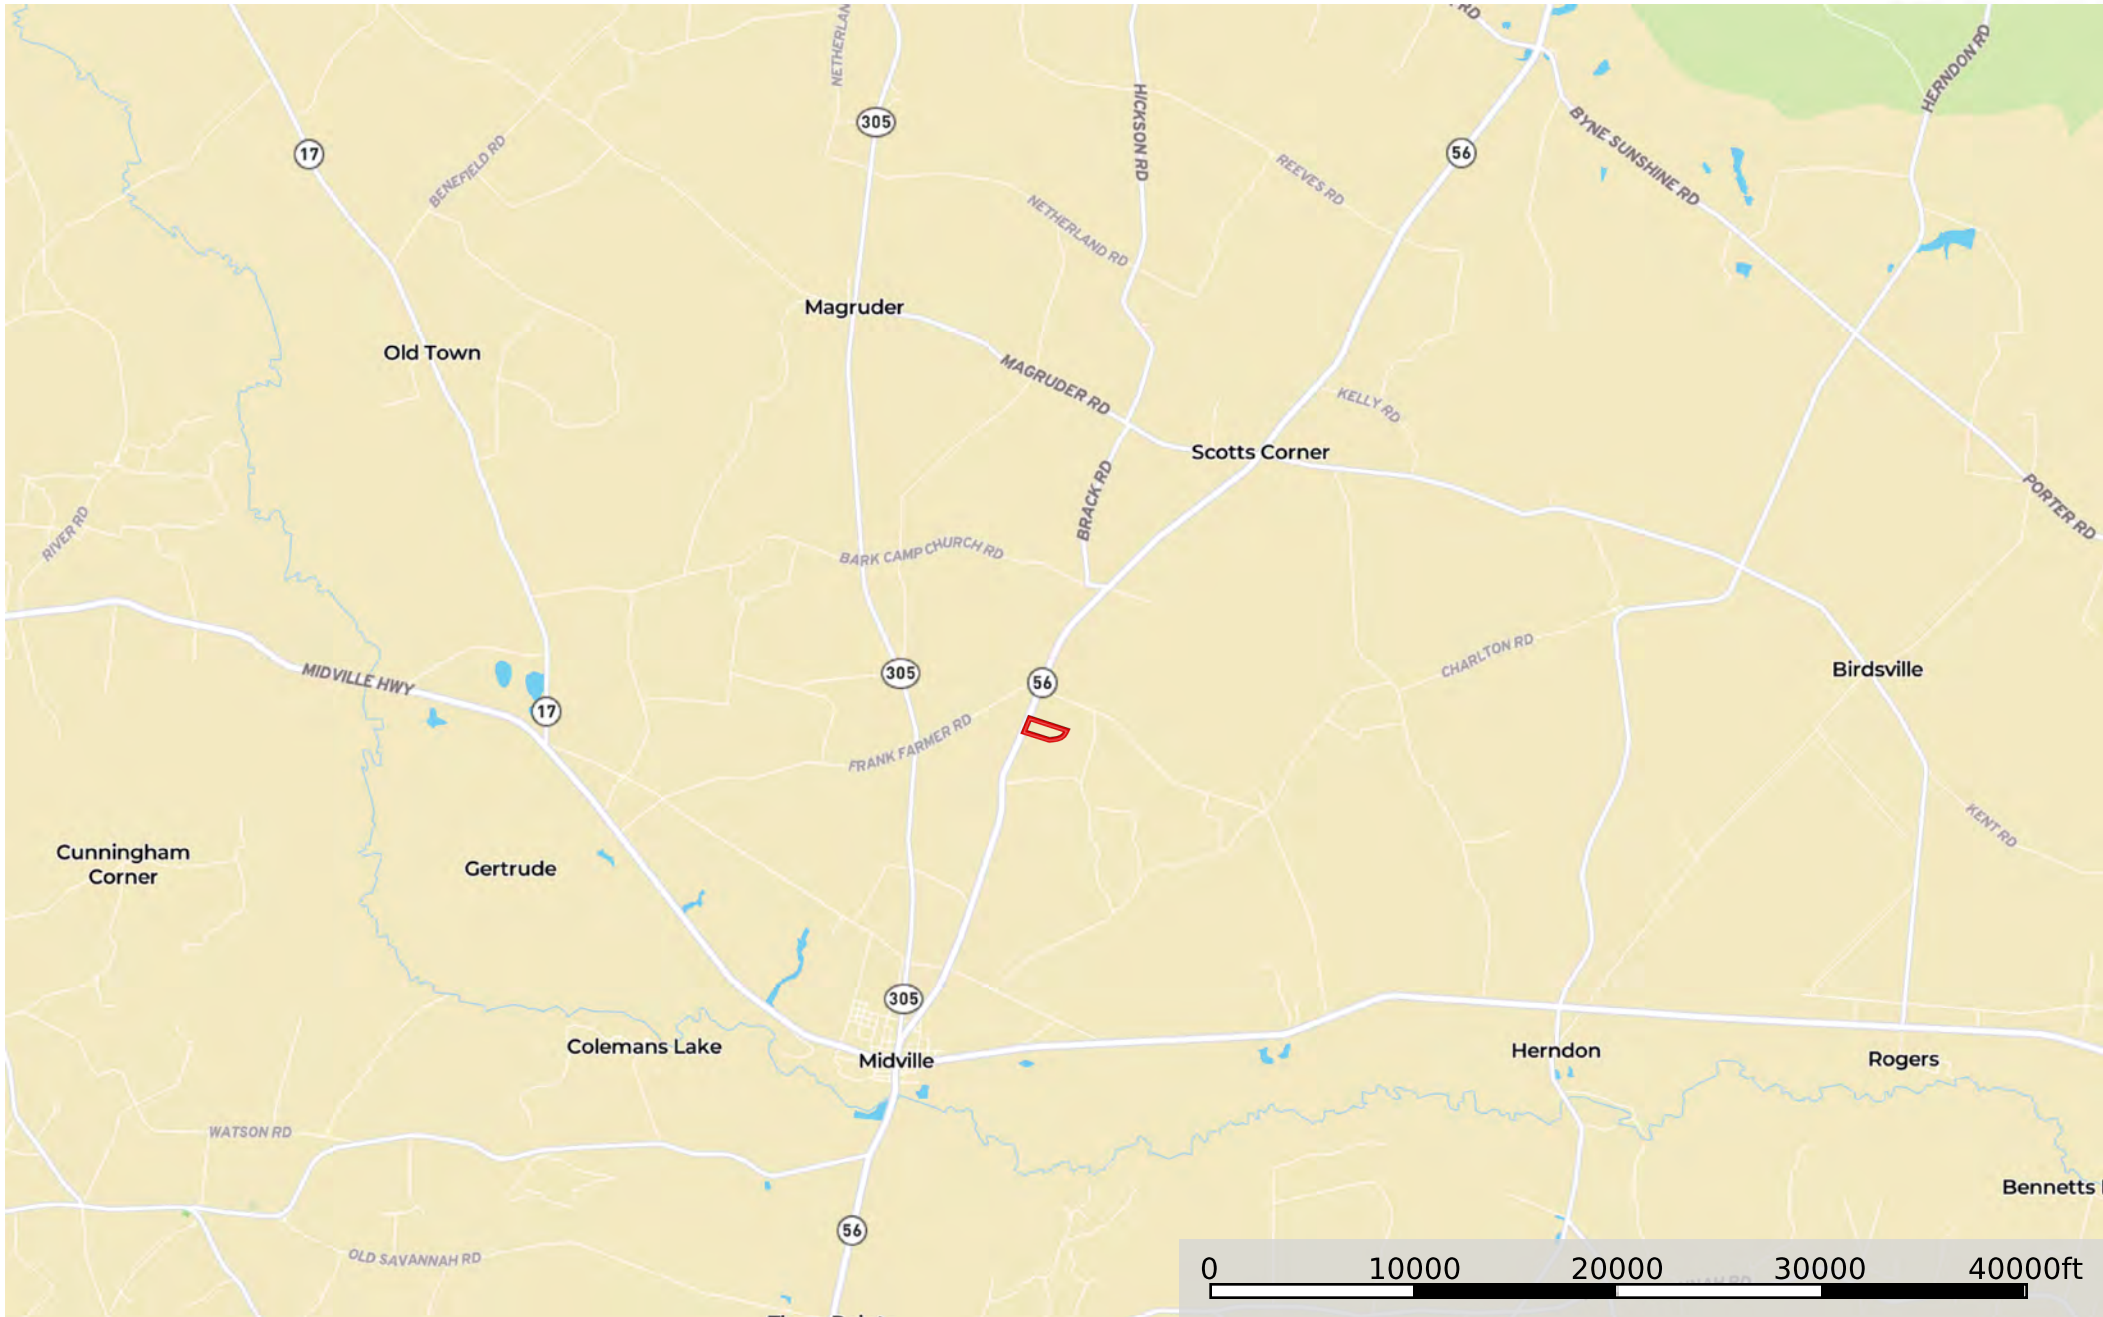 RD
NETHERLAN
305
17
HICKSON RD
56
HERNDON RD
BYNE SUNSHINE RD
BENEFIELD RD
REEVES RD
NETHERLAND RD
Magruder
Old Town
MAGRUDER RD
KELLY RD
Scotts Corner
BRACK RD
PORTER RD
RIVER RD
BARK CAMP CHURCH RD
CHARLTON RD
Birdsville
MIDVILLE HWY
305
56
17
FRANK FARMER RD
KENT RD
Cunningham
Corner
Gertrude
305
Colemans Lake
Midville
Herndon
Rogers
WATSON RD
Bennetts
56
OLD SAVANNAH RD
0 10000 20000 30000 40000ft